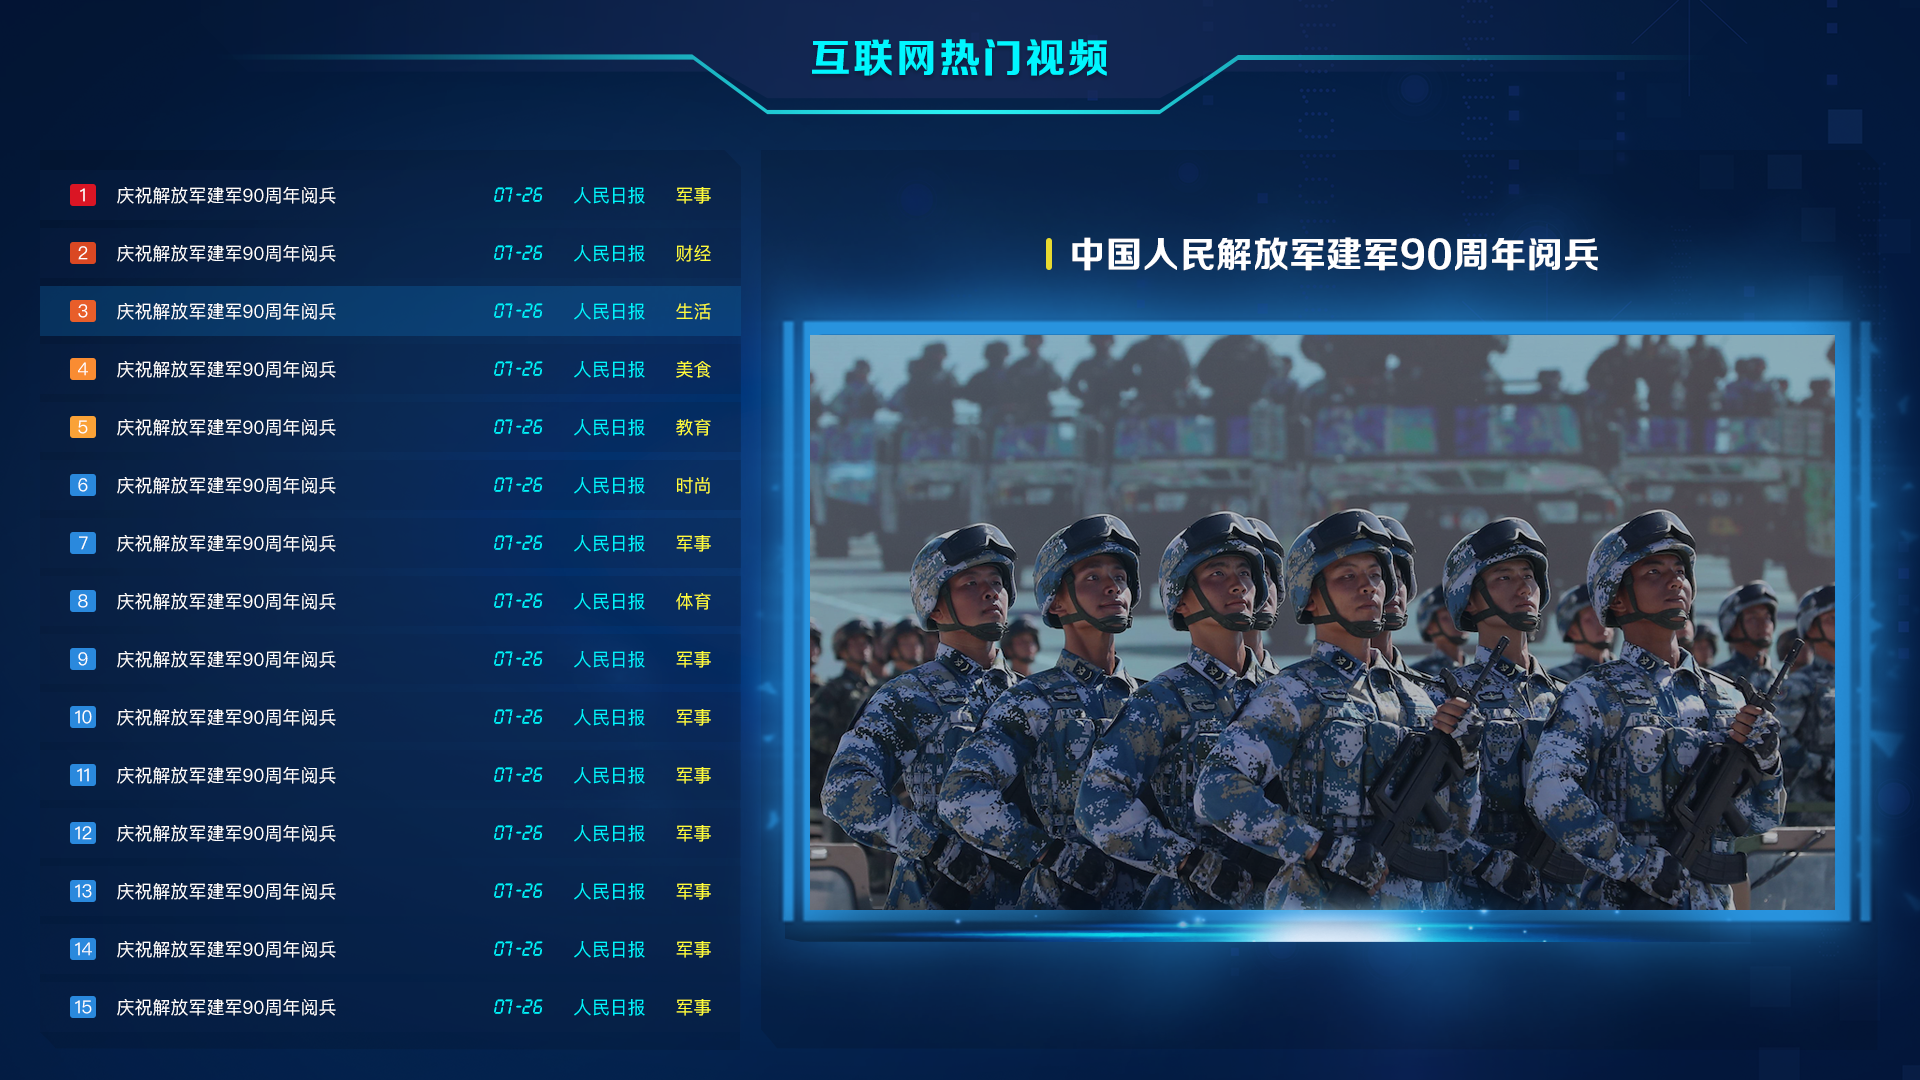 互联网热门视频
1 庆祝解放军建军90周年阅兵 07-26 人民日报 军事
2 庆祝解放军建军90周年阅兵 07-26 人民日报 财经
3 庆祝解放军建军90周年阅兵 07-26 人民日报 生活
4 庆祝解放军建军90周年阅兵 07-26 人民日报 美食
5 庆祝解放军建军90周年阅兵 07-26 人民日报 教育
6 庆祝解放军建军90周年阅兵 07-26 人民日报 时尚
7 庆祝解放军建军90周年阅兵 07-26 人民日报 军事
8 庆祝解放军建军90周年阅兵 07-26 人民日报 体育
9 庆祝解放军建军90周年阅兵 07-26 人民日报 军事
10 庆祝解放军建军90周年阅兵 07-26 人民日报 军事
11 庆祝解放军建军90周年阅兵 07-26 人民日报 军事
12 庆祝解放军建军90周年阅兵 07-26 人民日报 军事
13 庆祝解放军建军90周年阅兵 07-26 人民日报 军事
14 庆祝解放军建军90周年阅兵 07-26 人民日报 军事
15 庆祝解放军建军90周年阅兵 07-26 人民日报 军事
中国人民解放军建军90周年阅兵